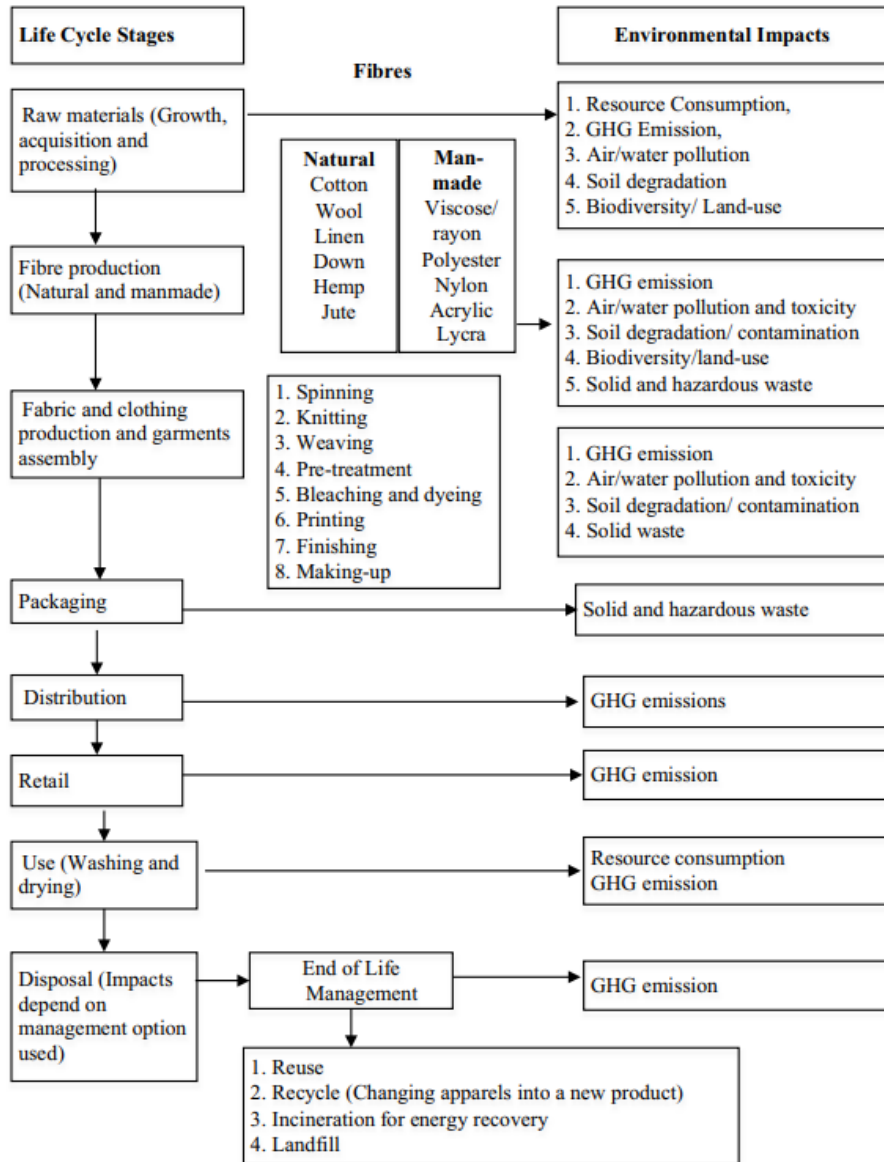 Life Cycle Stages
Environmental Impacts
Fibres
Raw materials (Growth,
acquisition and
processing)
1. Resource Consumption,
2. GHG Emission,
3. Air/water pollution
4. Soil degradation
5. Biodiversity/ Land-use
Natural
Cotton
Wool
Linen
Down
Hemp
Jute
Man-
made
Viscose/
rayon
Polyester
Nylon
Acrylic
Lycra
Fibre production
(Natural and manmade)
1. GHG emission
2. Air/water pollution and toxicity
3. Soil degradation/ contamination
4. Biodiversity/land-use
5. Solid and hazardous waste
Fabric and clothing
production and garments
assembly
1. Spinning
2. Knitting
3. Weaving
4. Pre-treatment
5. Bleaching and dyeing
6. Printing
7. Finishing
8. Making-up
1. GHG emission
2. Air/water pollution and toxicity
3. Soil degradation/ contamination
4. Solid waste
Packaging
Solid and hazardous waste
Distribution
GHG emissions
Retail
GHG emission
Use (Washing and
drying)
Resource consumption
GHG emission
Disposal (Impacts
depend on
management option
used)
End of Life
Management
GHG emission
1. Reuse
2. Recycle (Changing apparels into a new product)
3. Incineration for energy recovery
4. Landfill